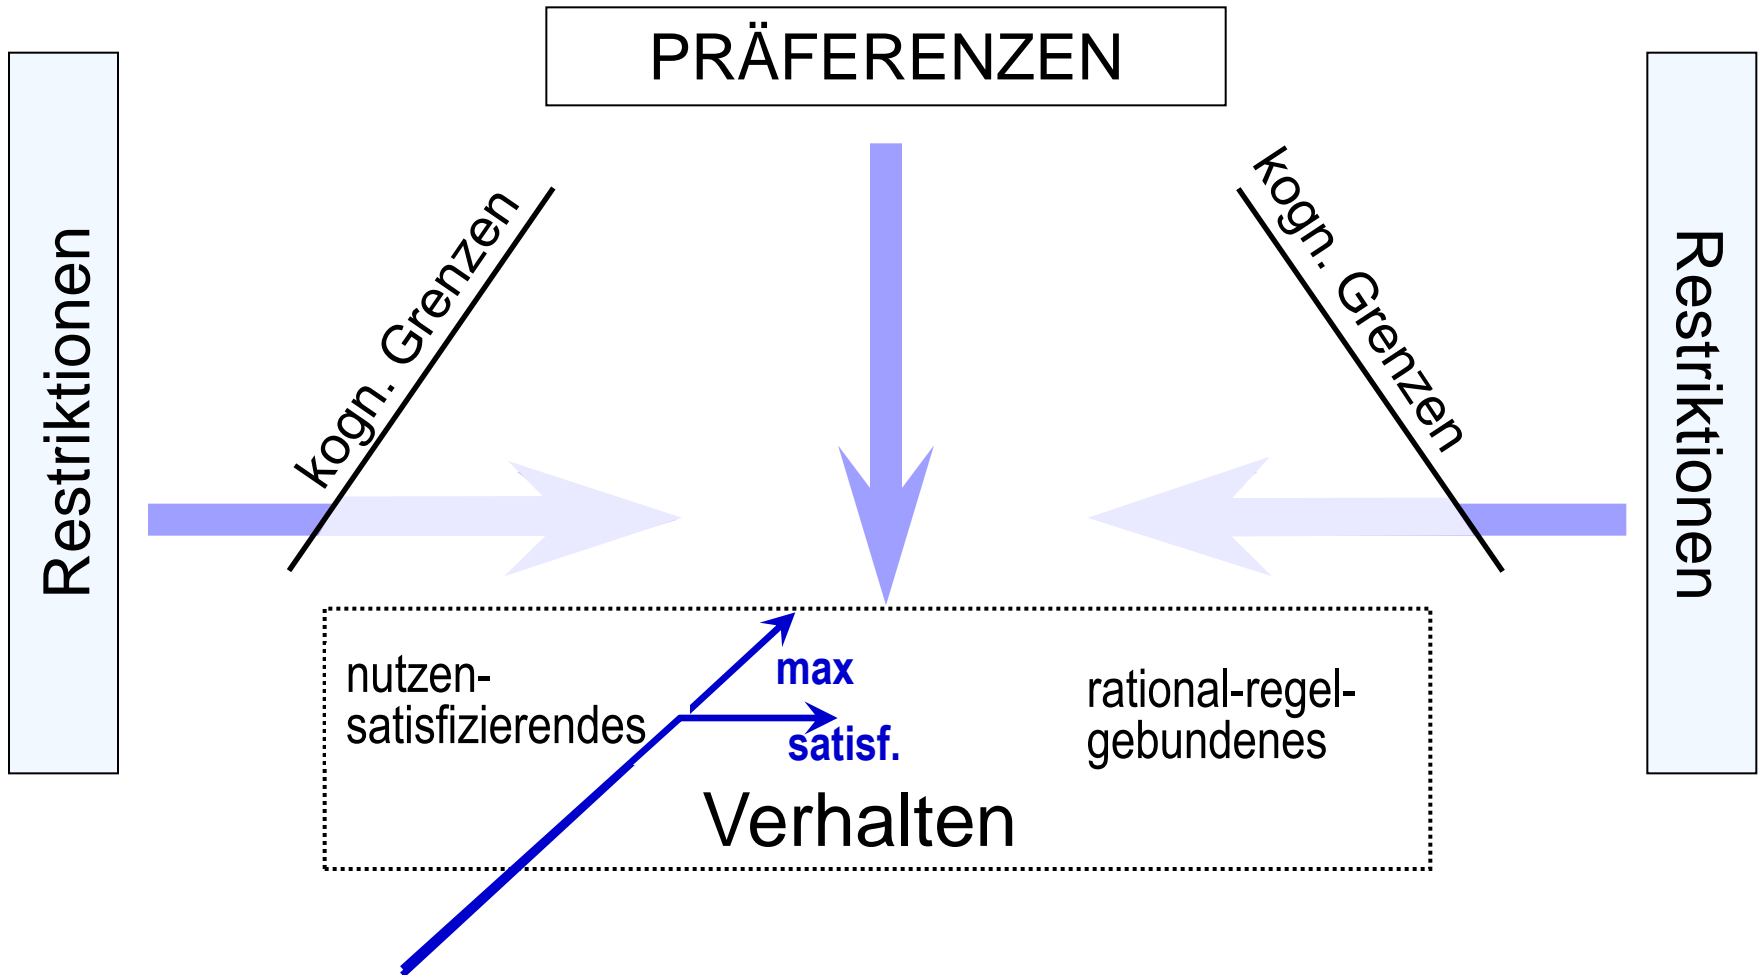 PRÄFERENZEN
Restriktionen
kogn. Grenzen
kogn. Grenzen
Restriktionen
nutzen-
satisfizierendes
max
satisf.
rational-regel-
gebundenes
Verhalten